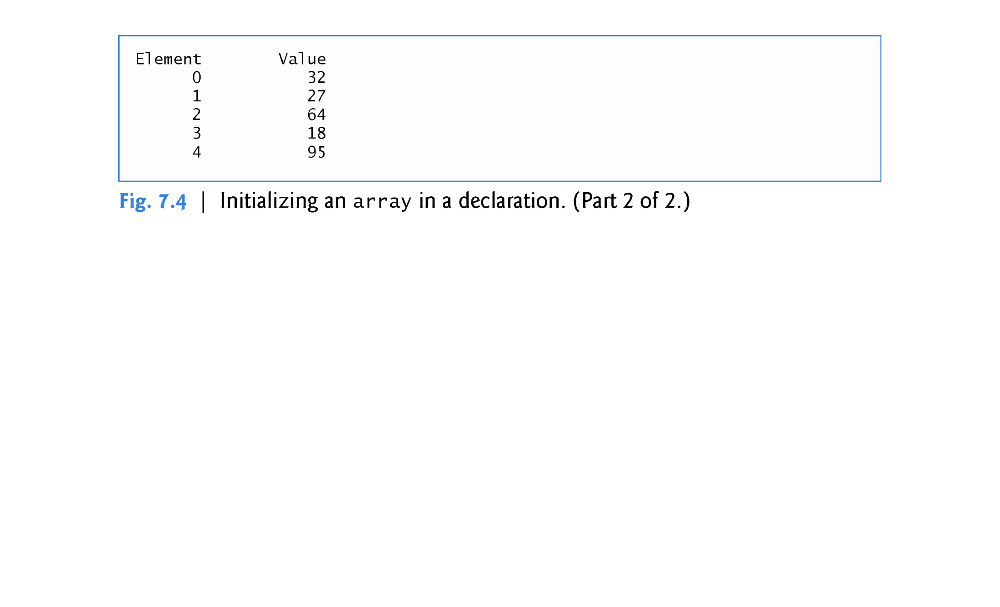 Element Value
0 32
1 27
2 64
3 18
4 95
Fig. 7.4 | Initializing an array in a declaration. (Part 2 of 2.)